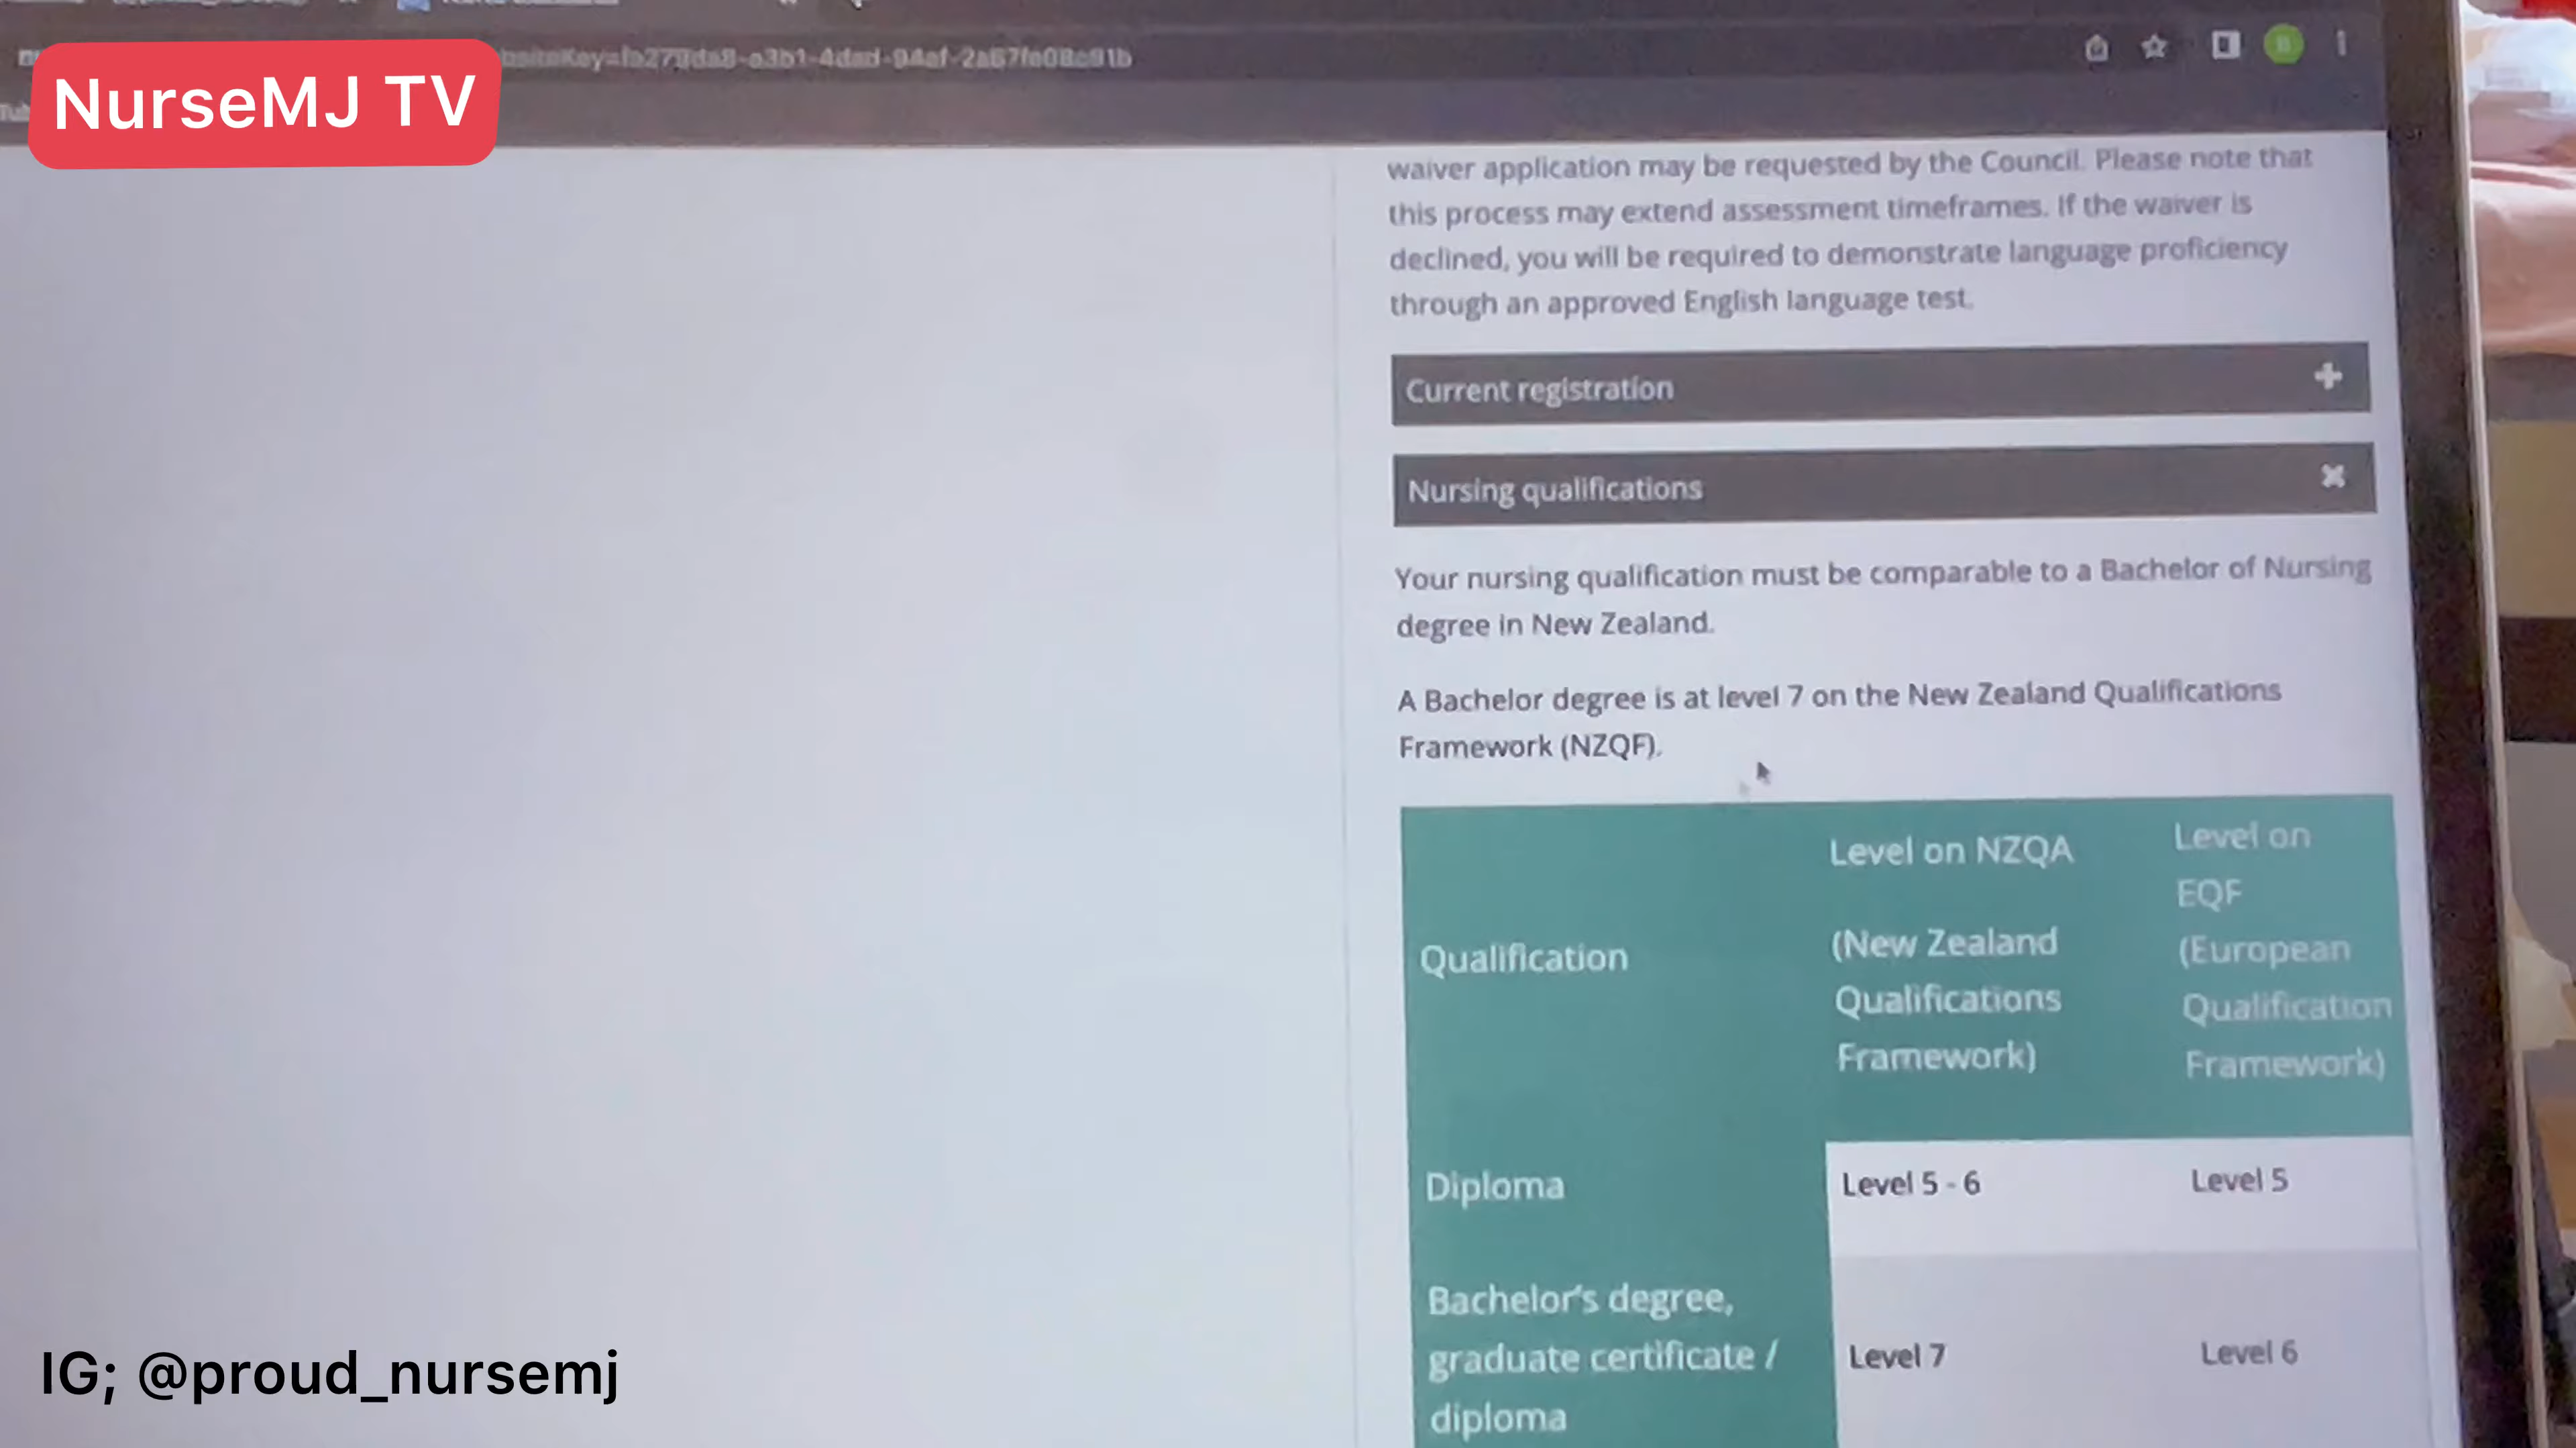 NurseMJ TV
waiver application may be requested by the Council. Please note that
this process may extend assessment timeframes. If the waiver is
declined, you will be required to demonstrate language proficiency
through an approved English language test.
Current registration
Nursing qualifications
Your nursing qualification must be comparable to a Bachelor of Nursing
degree in New Zealand.
A Bachelor degree is at level 7 on the New Zealand Qualifications
Framework (NZQF).
Qualification
Level on NZQA
(New Zealand
Qualifications
Framework)
Level on
EQF
(European
Qualification
Framework)
Diploma
Level 5 - 6
Level 5
Bachelor's degree,
graduate certificate /
diploma
Level 7
Level 6
IG; @proud_nursemj